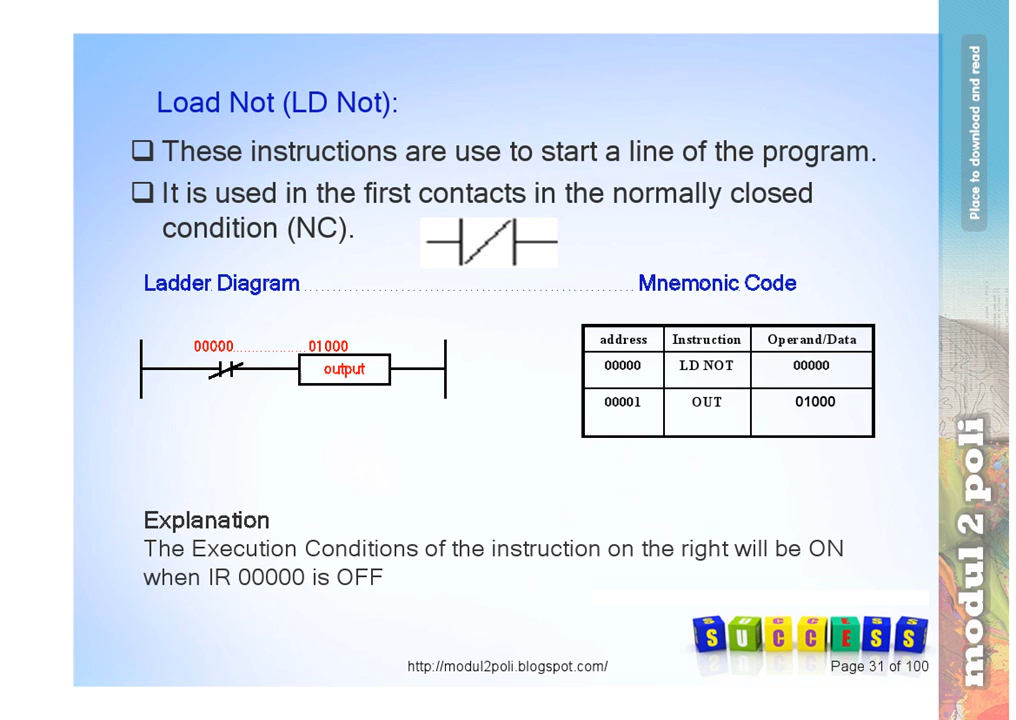 Load Not (LD Not):
❑ These instructions are use to start a line of the program.
❑ It is used in the first contacts in the normally closed
condition (NC).
Ladder Diagram ........................................................ Mnemonic Code
00000....................01000
output
address Instruction Operand/Data
00000 LD NOT 00000
00001 OUT 01000
Explanation
The Execution Conditions of the instruction on the right will be ON
when IR 00000 is OFF
SUCCESS
http://modul2poli.blogspot.com/
Page 31 of 100
Place to download and read
modul 2 poli